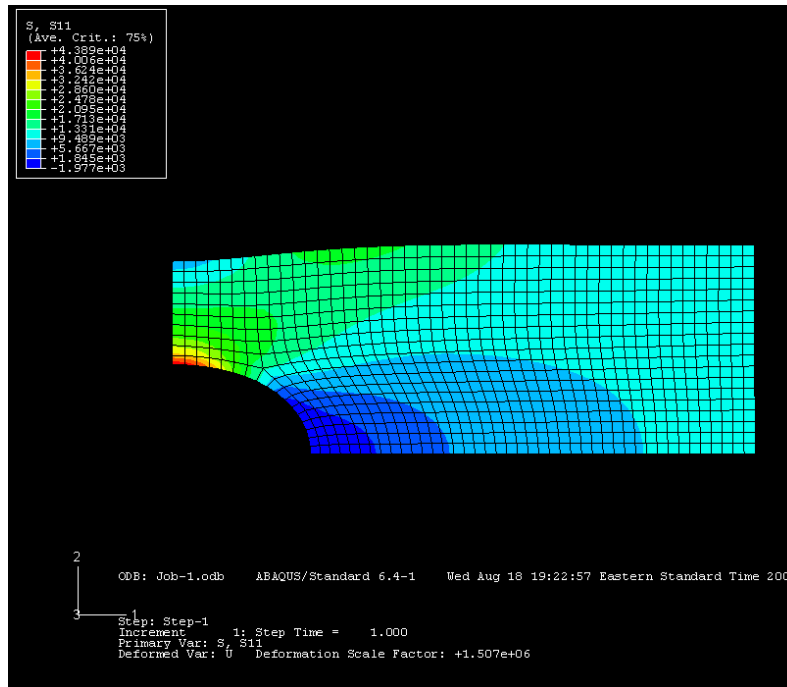 S, S11
(Ave. Crit.: 75%)
+4.389e+04
+4.006e+04
+3.624e+04
+3.242e+04
+2.860e+04
+2.478e+04
+2.095e+04
+1.713e+04
+1.331e+04
+9.489e+03
+5.667e+03
+1.845e+03
-1.977e+03
2
3 1
ODB: Job-1.odb ABAQUS/Standard 6.4-1 Wed Aug 18 19:22:57 Eastern Standard Time 200
Step: Step-1
Increment 1: Step Time = 1.000
Primary Var: S, S11
Deformed Var: U Deformation Scale Factor: +1.507e+06